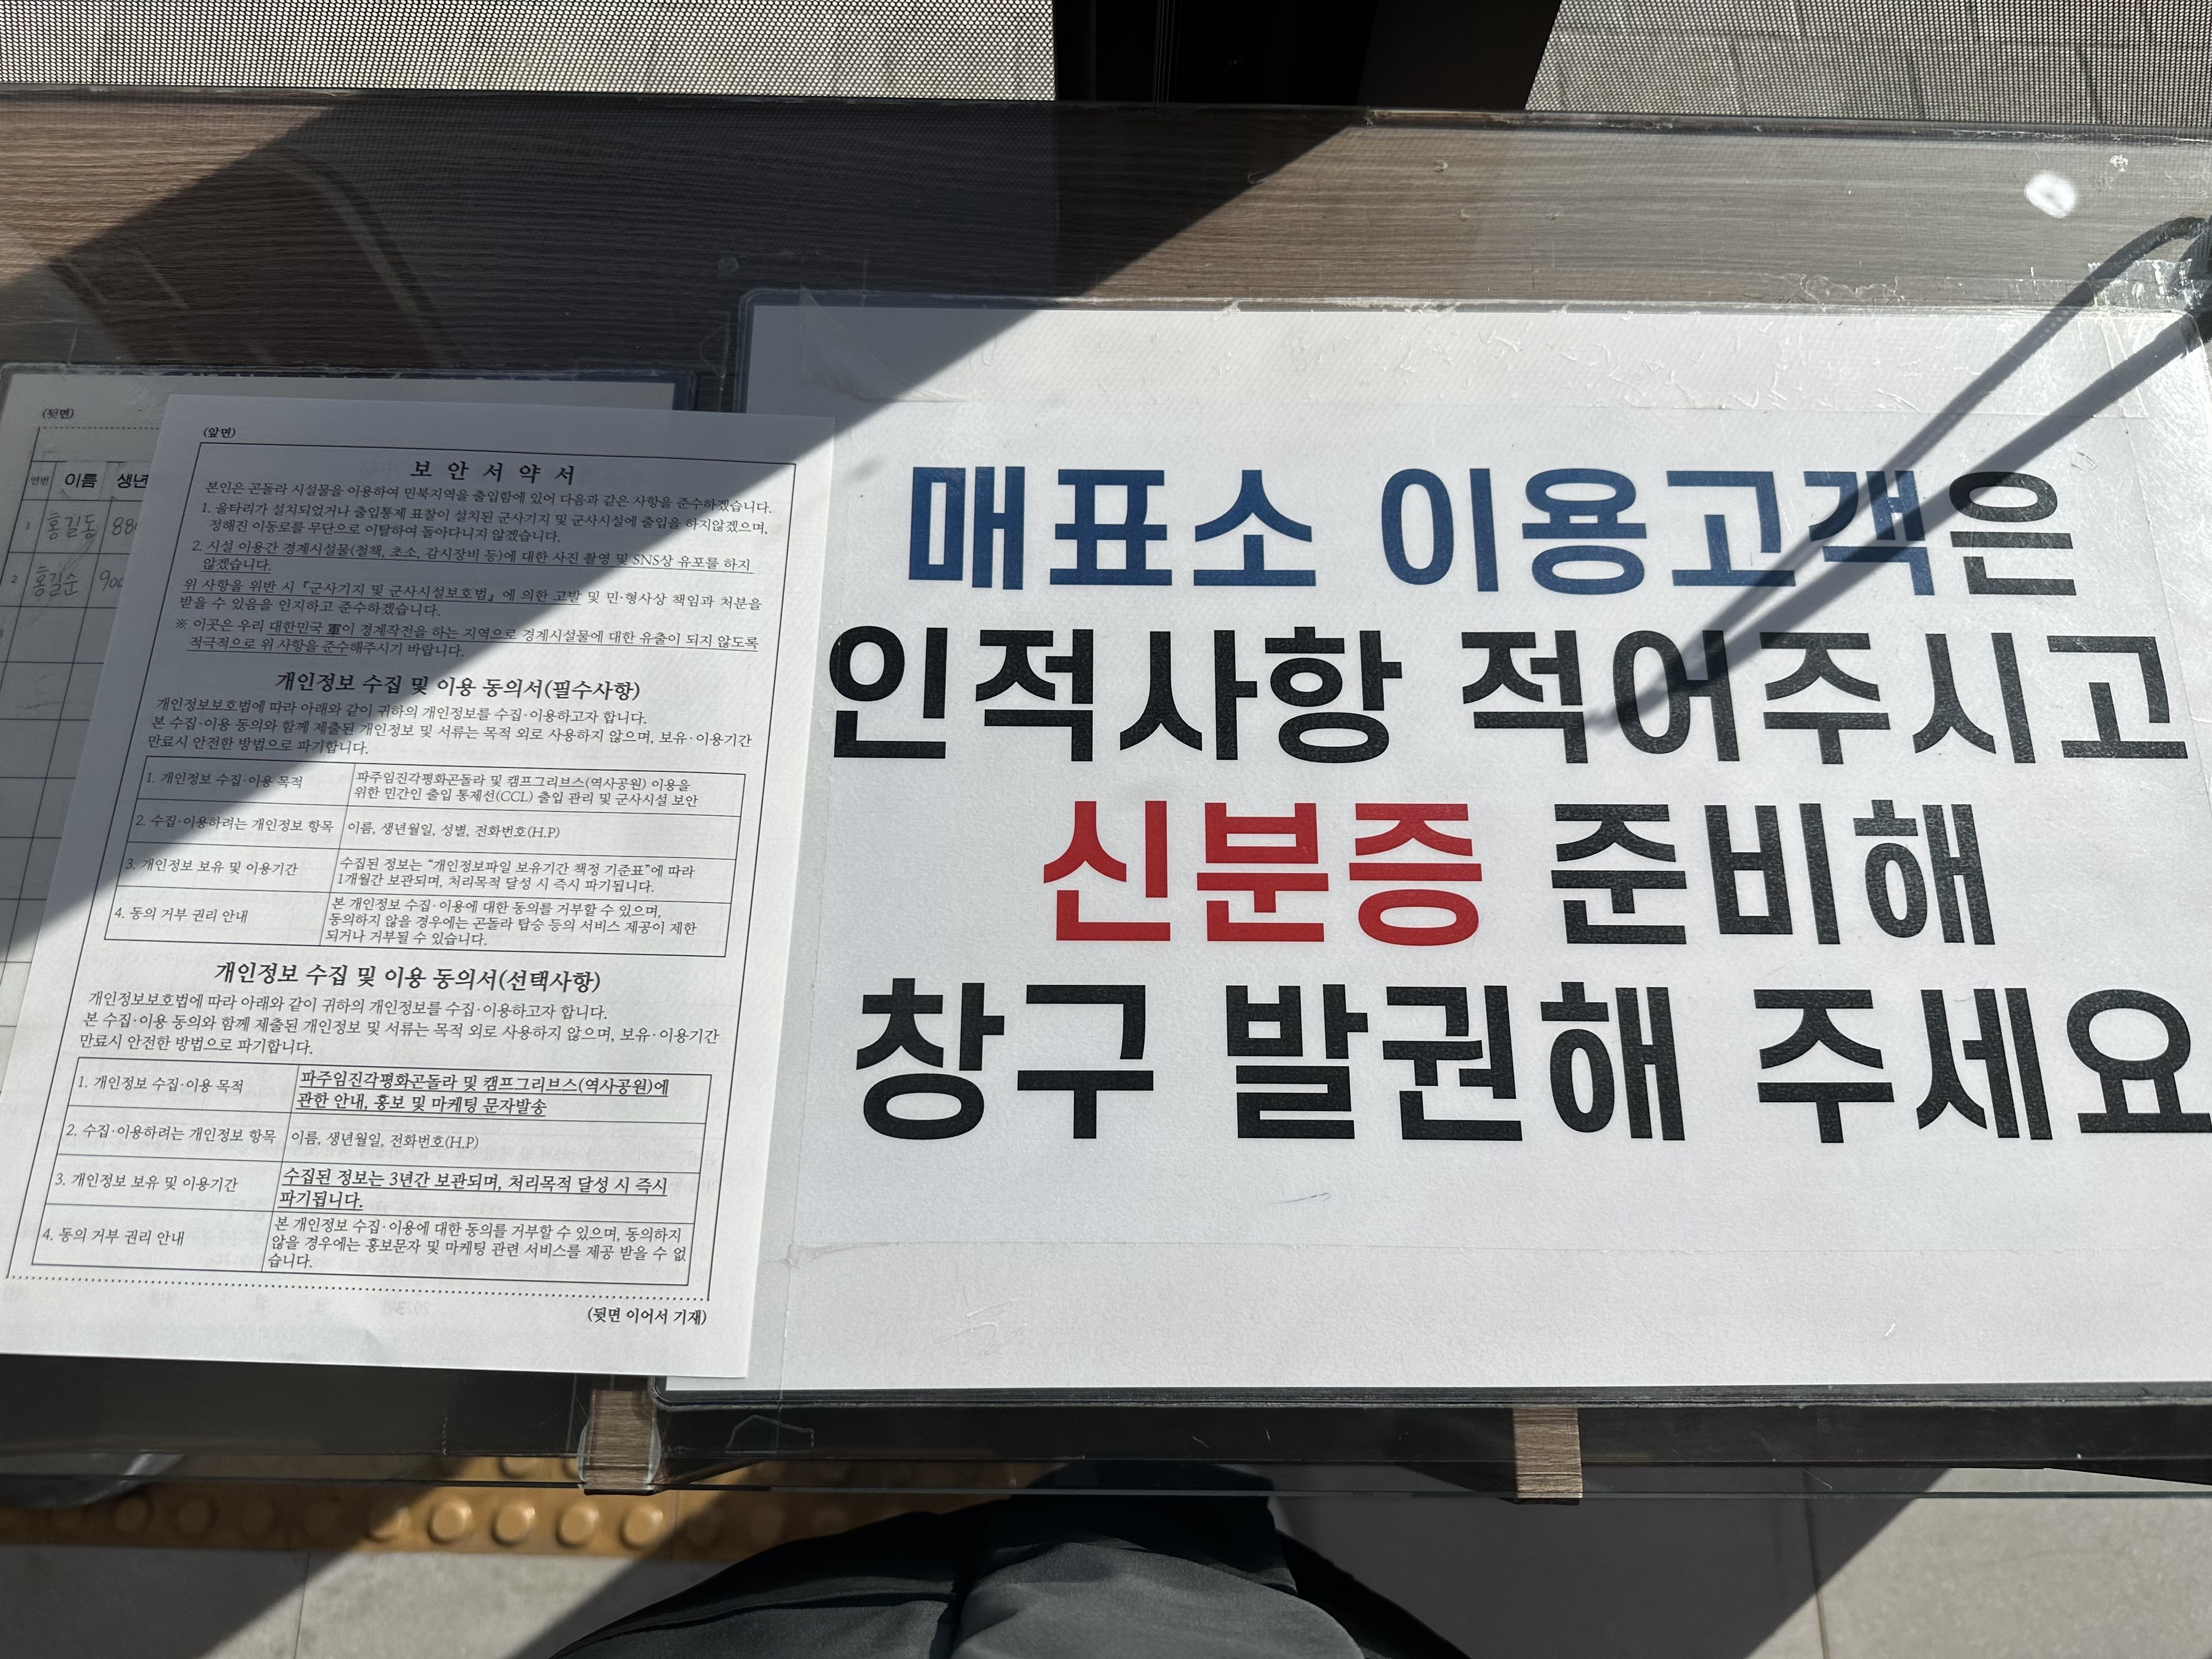 (뒷면)
연번 이름 생년
1 홍길동 88
2 홍길순 900
3
(앞면)
보 안 서 약 서
본인은 곤돌라 시설물을 이용하여 민북지역을 출입함에 있어 다음과 같은 사항을 준수하겠습니다.
1. 울타리가 설치되었거나 출입통제 표찰이 설치된 군사기지 및 군사시설에 출입을 하지않겠으며,
정해진 이동로를 무단으로 이탈하여 돌아다니지 않겠습니다.
2. 시설 이용간 경계시설물(철책, 초소, 감시장비 등)에 대한 사진 촬영 및 SNS상 유포를 하지
않겠습니다.
위 사항을 위반 시 『군사기지 및 군사시설보호법』에 의한 고발 및 민·형사상 책임과 처분을
받을 수 있음을 인지하고 준수하겠습니다.
※ 이곳은 우리 대한민국 軍이 경계작전을 하는 지역으로 경계시설물에 대한 유출이 되지 않도록
적극적으로 위 사항을 준수해주시기 바랍니다.
개인정보 수집 및 이용 동의서(필수사항)
개인정보보호법에 따라 아래와 같이 귀하의 개인정보를 수집·이용하고자 합니다.
본 수집·이용 동의와 함께 제출된 개인정보 및 서류는 목적 외로 사용하지 않으며, 보유·이용기간
만료시 안전한 방법으로 파기합니다.
1. 개인정보 수집·이용 목적
파주임진각평화곤돌라 및 캠프그리브스(역사공원) 이용을
위한 민간인 출입 통제선(CCL) 출입 관리 및 군사시설 보안
2. 수집·이용하려는 개인정보 항목
이름, 생년월일, 성별, 전화번호(H.P)
3. 개인정보 보유 및 이용기간
수집된 정보는 “개인정보파일 보유기간 책정 기준표”에 따라
1개월간 보관되며, 처리목적 달성 시 즉시 파기됩니다.
4. 동의 거부 권리 안내
본 개인정보 수집·이용에 대한 동의를 거부할 수 있으며,
동의하지 않을 경우에는 곤돌라 탑승 등의 서비스 제공이 제한
되거나 거부될 수 있습니다.
개인정보 수집 및 이용 동의서(선택사항)
개인정보보호법에 따라 아래와 같이 귀하의 개인정보를 수집·이용하고자 합니다.
본 수집·이용 동의와 함께 제출된 개인정보 및 서류는 목적 외로 사용하지 않으며, 보유·이용기간
만료시 안전한 방법으로 파기합니다.
1. 개인정보 수집·이용 목적
파주임진각평화곤돌라 및 캠프그리브스(역사공원)에
관한 안내, 홍보 및 마케팅 문자발송
2. 수집·이용하려는 개인정보 항목
이름, 생년월일, 전화번호(H.P)
3. 개인정보 보유 및 이용기간
수집된 정보는 3년간 보관되며, 처리목적 달성 시 즉시
파기됩니다.
4. 동의 거부 권리 안내
본 개인정보 수집·이용에 대한 동의를 거부할 수 있으며, 동의하지
않을 경우에는 홍보문자 및 마케팅 관련 서비스를 제공 받을 수 없
습니다.
(뒷면 이어서 기재)
매표소 이용고객은
인적사항 적어주시고
신분증 준비해
창구 발권해 주세요